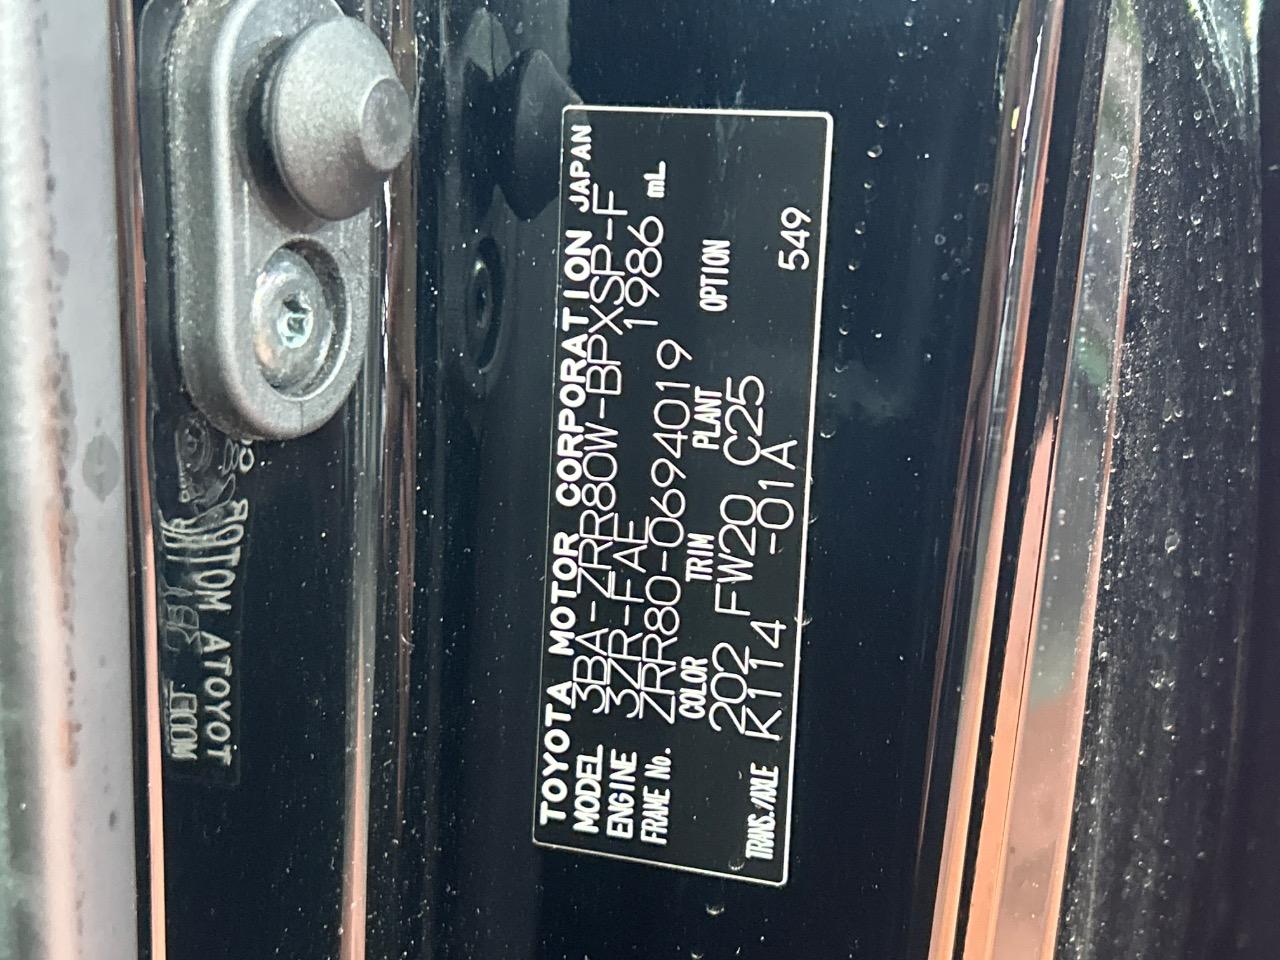 TOYOTA MOTOR CORPORATION JAPAN
MODEL 3BA-ZRR80W-BPXSP-F
ENGINE 3ZR-FAE 1986 mL
FRAME No. ZRR80-0694019
COLOR TRIM PLANT OPTION
202 FW20 C25
TRANS./AXLE K114 -01A 549